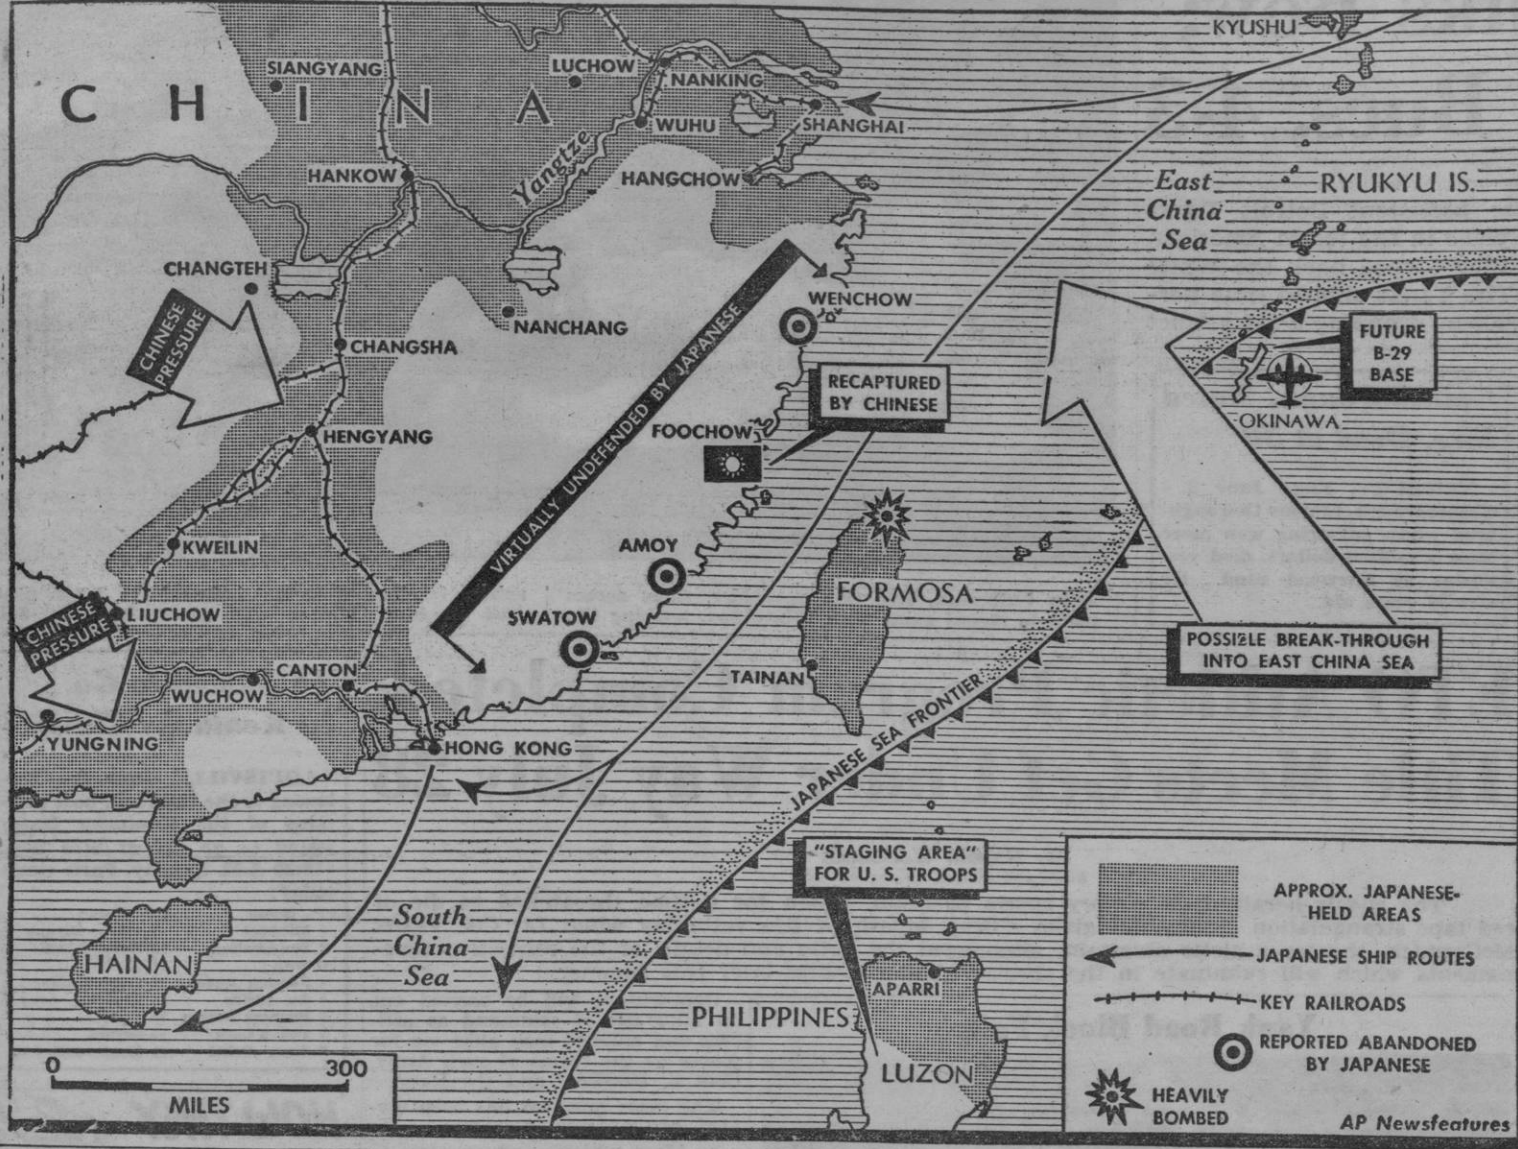 KYUSHU
SIANGYANG
LUCHOW
NANKING
CHINA
WUHU
SHANGHAI
Yangtze
HANKOW
HANGCHOW
East
China
Sea
RYUKYU IS.
CHANGTEH
WENCHOW
CHINESE
PRESSURE
NANCHANG
CHANGSHA
VIRTUALLY UNDEFENDED BY JAPANESE
FUTURE
B-29
BASE
RECAPTURED
BY CHINESE
OKINAWA
HENGYANG
FOOCHOW
KWEILIN
AMOY
FORMOSA
LIUCHOW
SWATOW
CHINESE
PRESSURE
POSSIBLE BREAK-THROUGH
INTO EAST CHINA SEA
CANTON
WUCHOW
TAINAN
YUNGNING
HONG KONG
JAPANESE SEA FRONTIER
"STAGING AREA"
FOR U. S. TROOPS
South
China
Sea
HAINAN
APARRI
PHILIPPINES
LUZON
0 300
MILES
APPROX. JAPANESE-
HELD AREAS
JAPANESE SHIP ROUTES
KEY RAILROADS
REPORTED ABANDONED
BY JAPANESE
HEAVILY
BOMBED
AP Newsfeatures